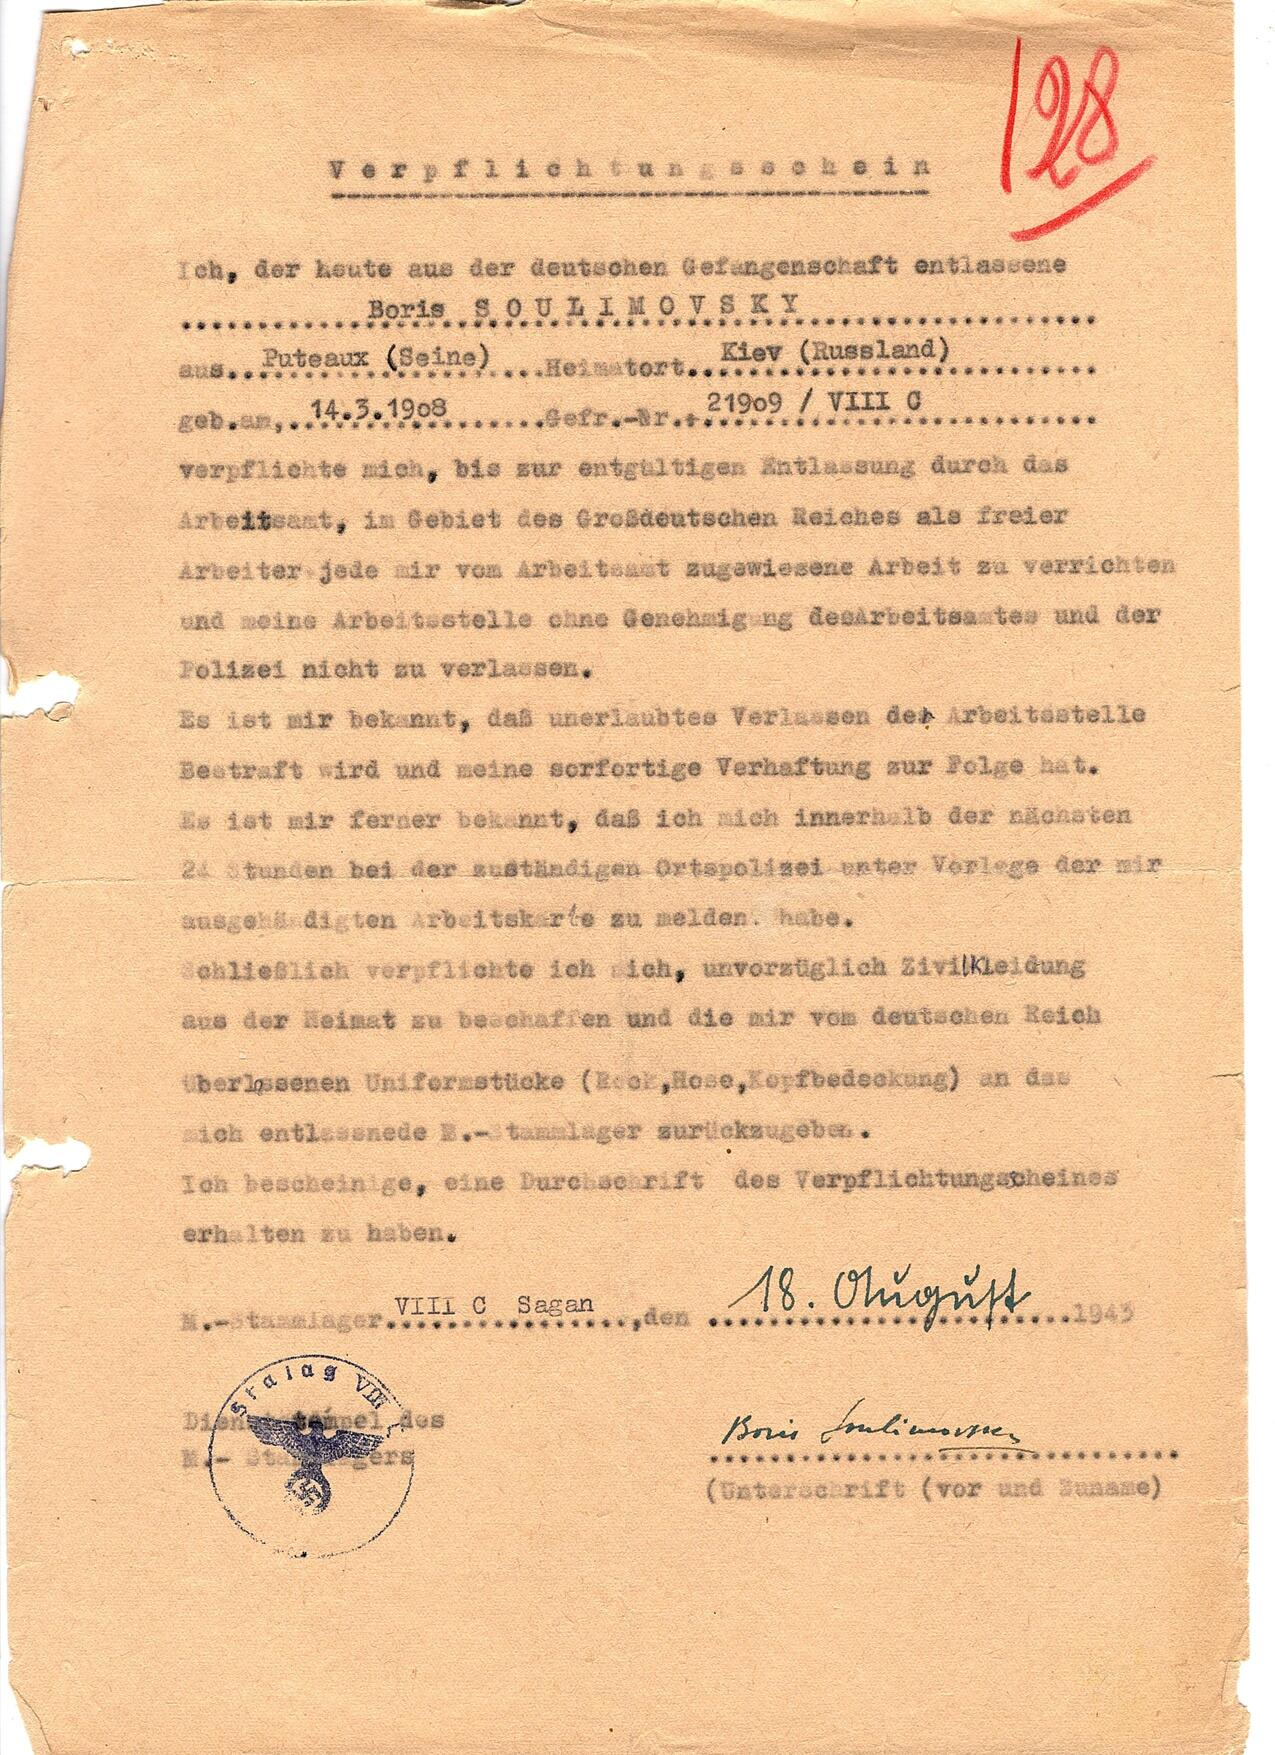 128
Verpflichtungsschein
Ich, der heute aus der deutschen Gefangenschaft entlassene
Boris SOULIMOVSKY
aus... Puteaux (Seine) ...Heimatort... Kiev (Russland)
geb.am, 14.3.1908 ...Gefr.-Nr.: 21909 / VIII C
verpflichte mich, bis zur entgültigen Entlassung durch das
Arbeitsamt, im Gebiet des Großdeutschen Reiches als freier
Arbeiter jede mir vom Arbeitsamt zugewiesene Arbeit zu verrichten
und meine Arbeitsstelle ohne Genehmigung desArbeitsamtes und der
Polizei nicht zu verlassen.
Es ist mir bekannt, daß unerlaubtes Verlassen der Arbeitsstelle
Bestraft wird und meine sorfortige Verhaftung zur Folge hat.
Es ist mir ferner bekannt, daß ich mich innerhalb der nächsten
24 Stunden bei der zuständigen Ortspolizei unter Vorlege der mir
ausgehändigten Arbeitskarte zu melden habe.
Schließlich verpflichte ich mich, unvorzüglich Zivilkleidung
aus der Heimat zu beschaffen und die mir vom deutschen Reich
überlassenen Uniformstücke (Rock,Hose,Kopfbedeckung) an das
mich entlassnede M.-Stammlager zurückzugeben.
Ich bescheinige, eine Durchschrift des Verpflichtungsscheines
erhalten zu haben.
M.-Stammlager VIII C Sagan ,den 18. August 1943
Stalag VIII C
Dienststempel des
M.- Stammlagers
Boris Soulimovsky
(Unterschrift (vor und Zuname)